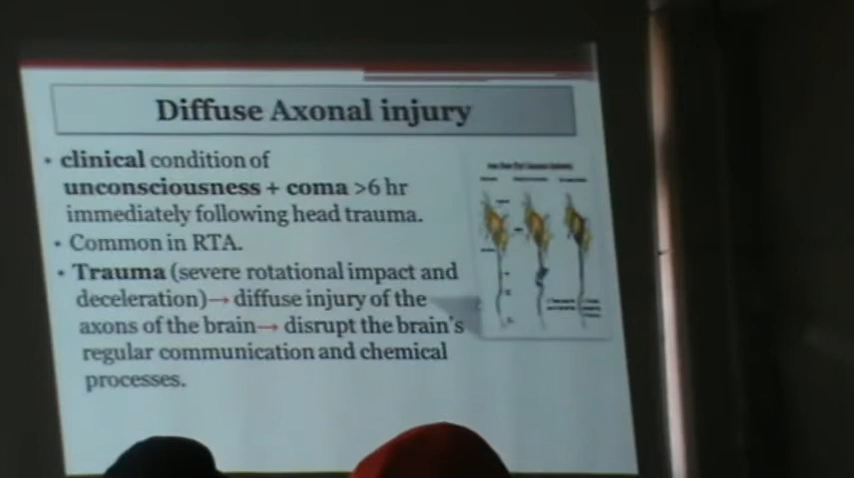 Diffuse Axonal injury
• clinical condition of
unconsciousness + coma >6 hr
immediately following head trauma.
• Common in RTA.
• Trauma (severe rotational impact and
deceleration)→ diffuse injury of the
axons of the brain→ disrupt the brain's
regular communication and chemical
processes.